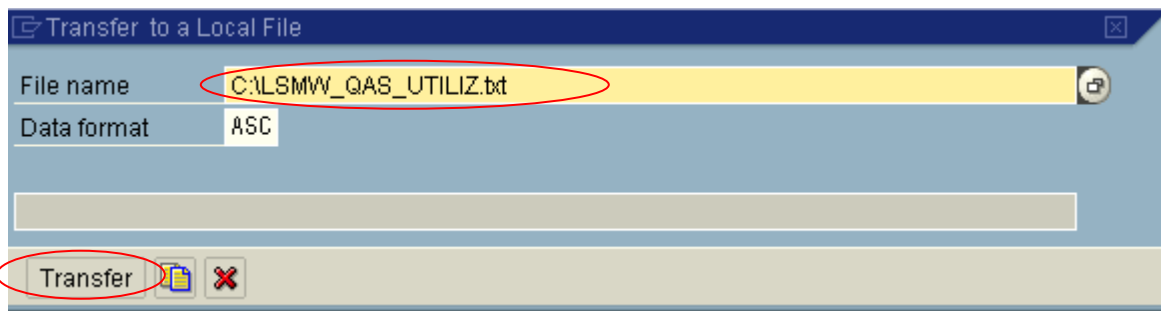 Transfer to a Local File
File name C:\LSMW_QAS_UTILIZ.txt
Data format ASC
Transfer